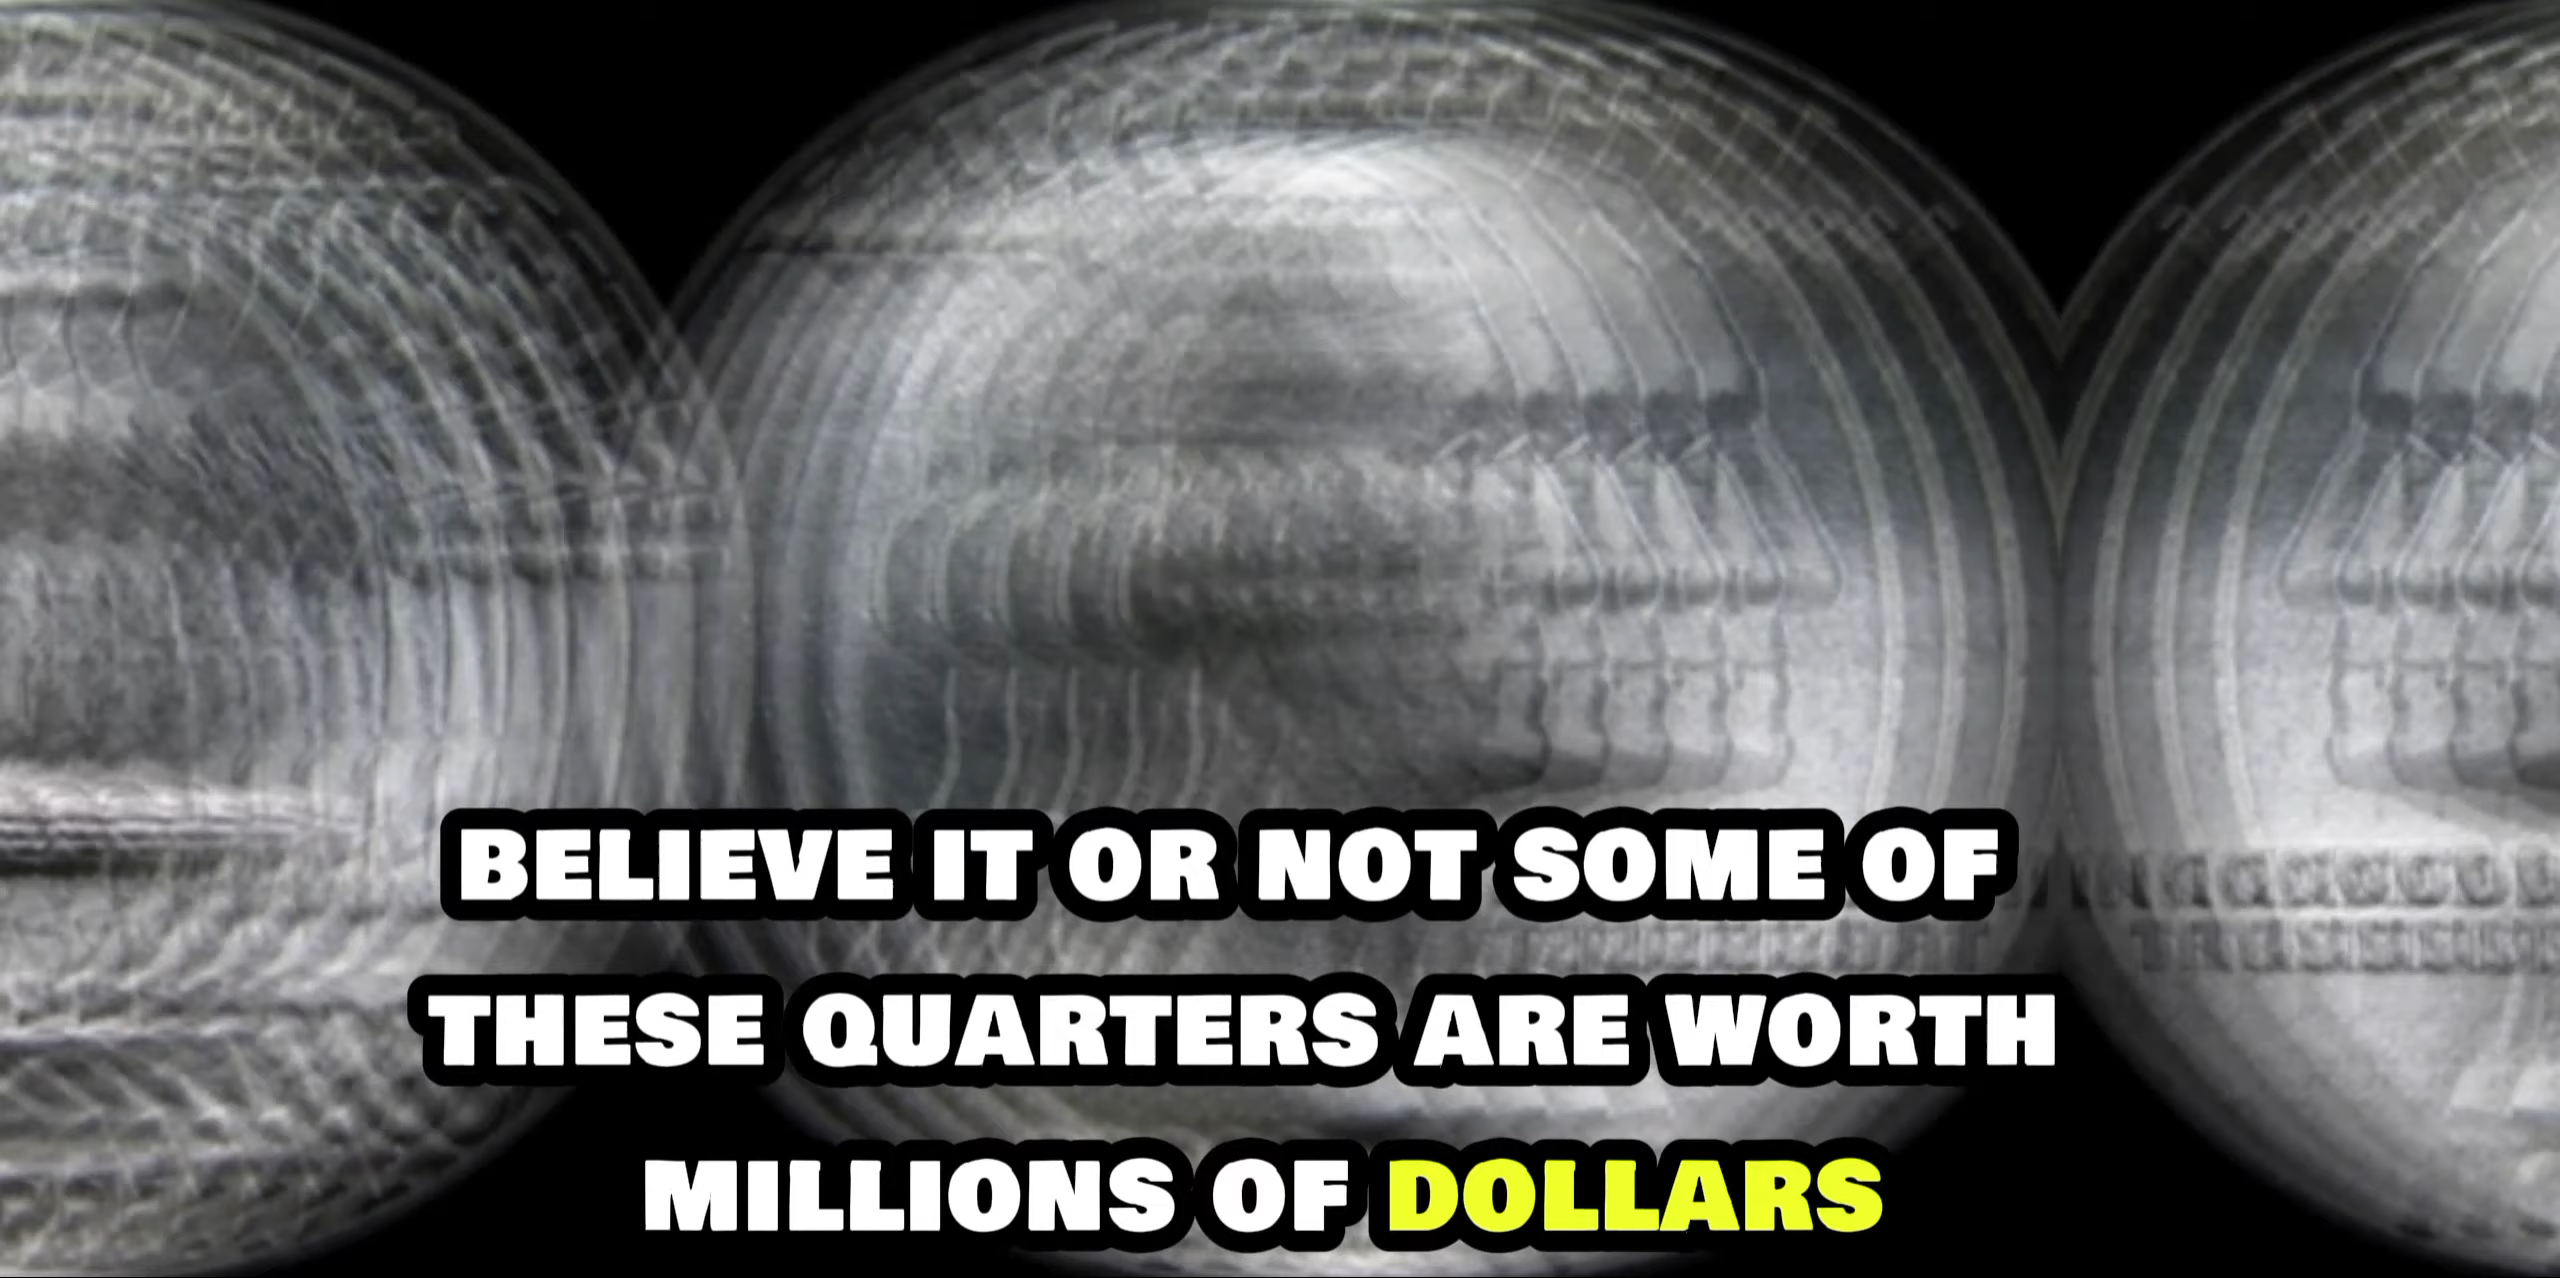 BELIEVE IT OR NOT SOME OF
THESE QUARTERS ARE WORTH
MILLIONS OF DOLLARS